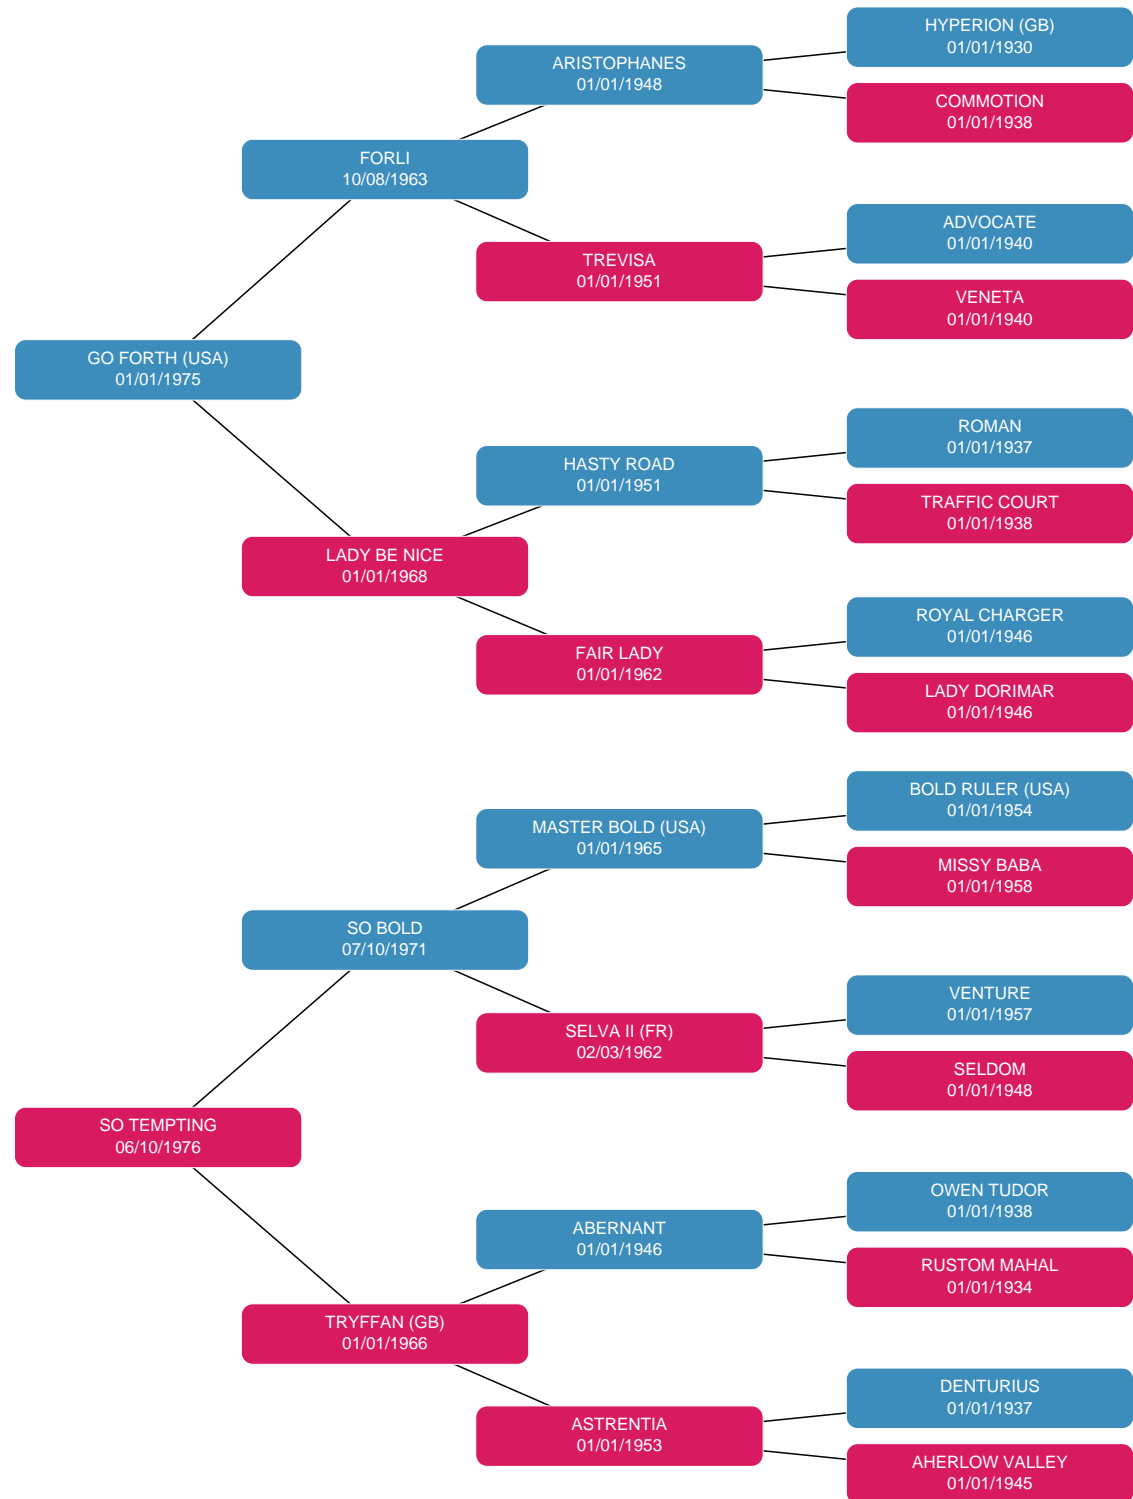 HYPERION (GB)
01/01/1930
ARISTOPHANES
01/01/1948
COMMOTION
01/01/1938
FORLI
10/08/1963
ADVOCATE
01/01/1940
TREVISA
01/01/1951
VENETA
01/01/1940
GO FORTH (USA)
01/01/1975
ROMAN
01/01/1937
HASTY ROAD
01/01/1951
TRAFFIC COURT
01/01/1938
LADY BE NICE
01/01/1968
ROYAL CHARGER
01/01/1946
FAIR LADY
01/01/1962
LADY DORIMAR
01/01/1946
BOLD RULER (USA)
01/01/1954
MASTER BOLD (USA)
01/01/1965
MISSY BABA
01/01/1958
SO BOLD
07/10/1971
VENTURE
01/01/1957
SELVA II (FR)
02/03/1962
SELDOM
01/01/1948
SO TEMPTING
06/10/1976
OWEN TUDOR
01/01/1938
ABERNANT
01/01/1946
RUSTOM MAHAL
01/01/1934
TRYFFAN (GB)
01/01/1966
DENTURIUS
01/01/1937
ASTRENTIA
01/01/1953
AHERLOW VALLEY
01/01/1945